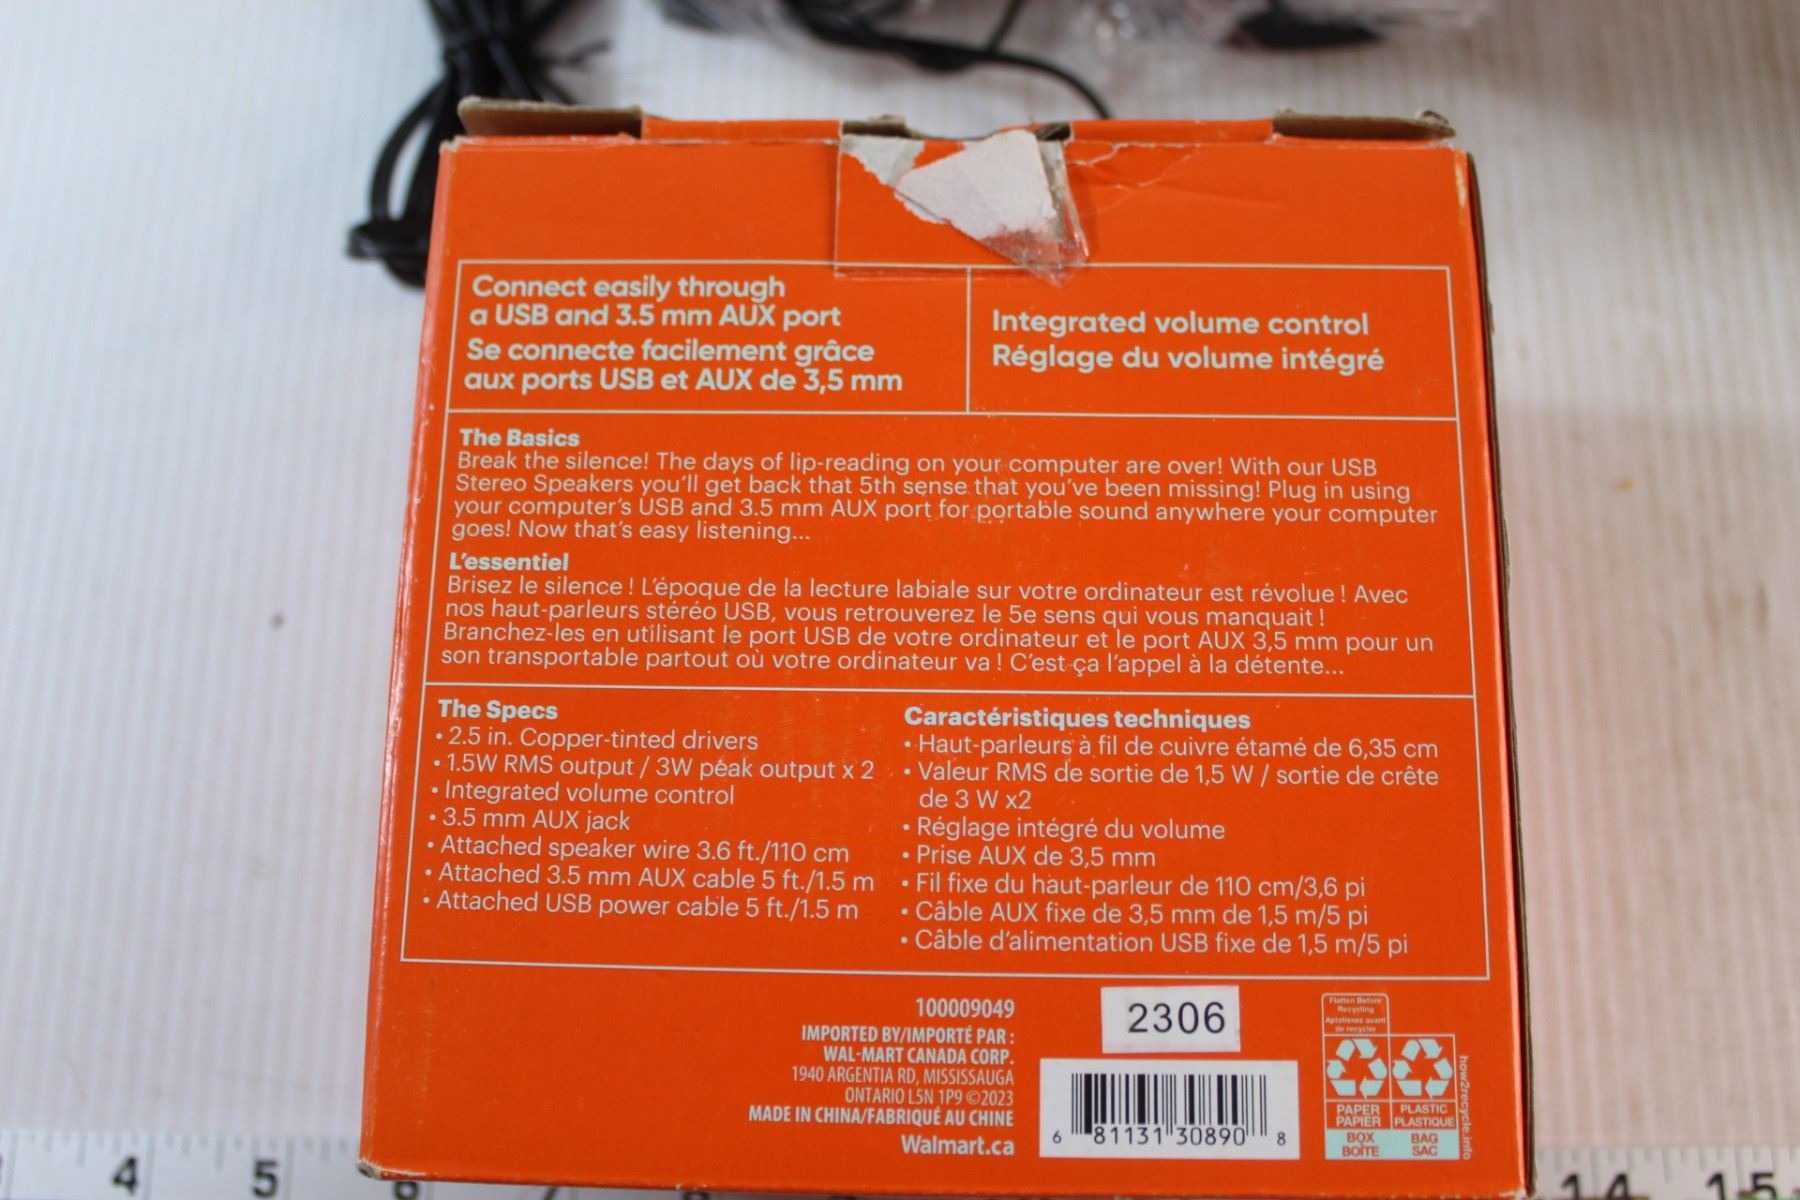 Connect easily through
a USB and 3.5 mm AUX port
Se connecte facilement grâce
aux ports USB et AUX de 3,5 mm
Integrated volume control
Réglage du volume intégré
The Basics
Break the silence! The days of lip-reading on your computer are over! With our USB
Stereo Speakers you'll get back that 5th sense that you've been missing! Plug in using
your computer's USB and 3.5 mm AUX port for portable sound anywhere your computer
goes! Now that's easy listening...
L'essentiel
Brisez le silence ! L'époque de la lecture labiale sur votre ordinateur est révolue ! Avec
nos haut-parleurs stéréo USB, vous retrouverez le 5e sens qui vous manquait !
Branchez-les en utilisant le port USB de votre ordinateur et le port AUX 3,5 mm pour un
son transportable partout où votre ordinateur va ! C'est ça l'appel à la détente...
The Specs
• 2.5 in. Copper-tinted drivers
• 1.5W RMS output / 3W peak output x 2
• Integrated volume control
• 3.5 mm AUX jack
• Attached speaker wire 3.6 ft./110 cm
• Attached 3.5 mm AUX cable 5 ft./1.5 m
• Attached USB power cable 5 ft./1.5 m
Caractéristiques techniques
• Haut-parleurs à fil de cuivre étamé de 6,35 cm
• Valeur RMS de sortie de 1,5 W / sortie de crête
de 3 W x2
• Réglage intégré du volume
• Prise AUX de 3,5 mm
• Fil fixe du haut-parleur de 110 cm/3,6 pi
• Câble AUX fixe de 3,5 mm de 1,5 m/5 pi
• Câble d'alimentation USB fixe de 1,5 m/5 pi
100009049
IMPORTED BY/IMPORTÉ PAR :
WAL-MART CANADA CORP.
1940 ARGENTIA RD, MISSISSAUGA
ONTARIO L5N 1P9 ©2023
MADE IN CHINA/FABRIQUÉ AU CHINE
Walmart.ca
2306
6 81131 30890 8
Flatten Before
Recycling
Aplatissez avant
de recycler
PAPER
PAPIER
BOX
BOÎTE
PLASTIC
PLASTIQUE
BAG
SAC
how2recycle.info
4 5 6 14 15